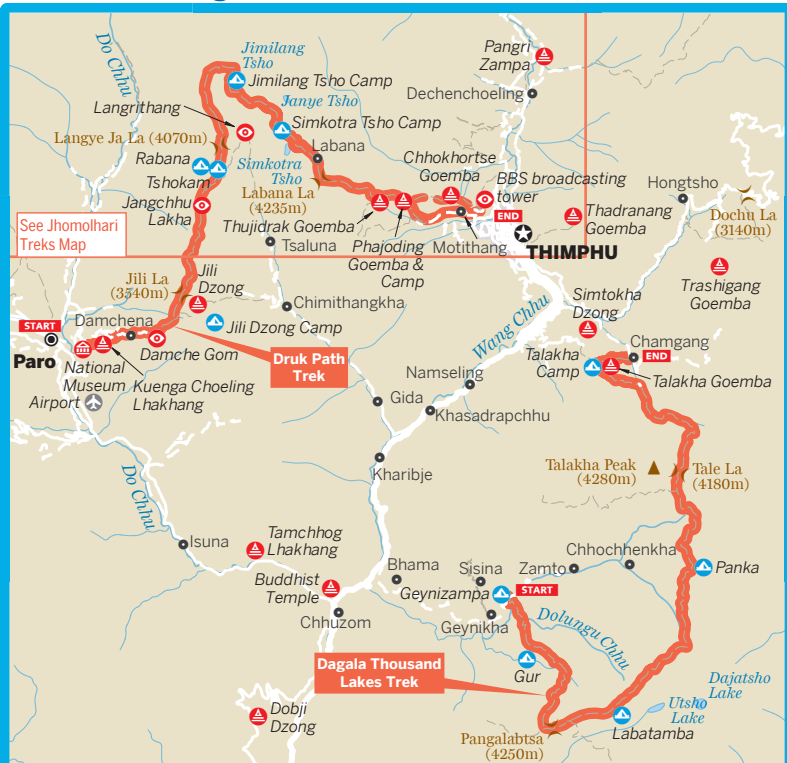 Do Chhu
Jimilang
Tsho
Jimilang Tsho Camp
Pangri
Zampa
Langrithang
Janye Tsho
Dechencholing
Simkotra Tsho Camp
Langye Ja La (4070m)
Labana
Rabana
Simkotra
Tsho
Chhokhortse
Goemba
BBS broadcasting
tower
Hongtsho
Tshokam
Labana La
(4235m)
Jangchhu
Lakha
END
Thadranang
Goemba
Dochu La
(3140m)
See Jhomolhari
Treks Map
Thujidrak Goemba
Phajoding
Goemba &
Camp
Motithang
THIMPHU
Tsaluna
Jili La
(3540m)
Jili
Dzong
Trashigang
Goemba
Chimithangkha
Simtokha
Dzong
START
Damchena
Jili Dzong Camp
Wang Chhu
Chamgang
END
Paro
Damche Gom
Talakha
Camp
National
Museum
Kuenga Choeling
Lhakhang
Druk Path
Trek
Talakha Goemba
Namseling
Airport
Gida
Khasadrapchhu
Kharibje
Talakha Peak
(4280m)
Tale La
(4180m)
Do Chhu
Isuna
Tamchhog
Lhakhang
Chhochhenkha
Bhama
Sisina
Zamto
Panka
Buddhist
Temple
Geynizampa
START
Chhuzom
Geynikha
Dolungu Chhu
Dagala Thousand
Lakes Trek
Gur
Dajatsho
Lake
Utsho
Lake
Dobji
Dzong
Labatamba
Pangalabtsa
(4250m)